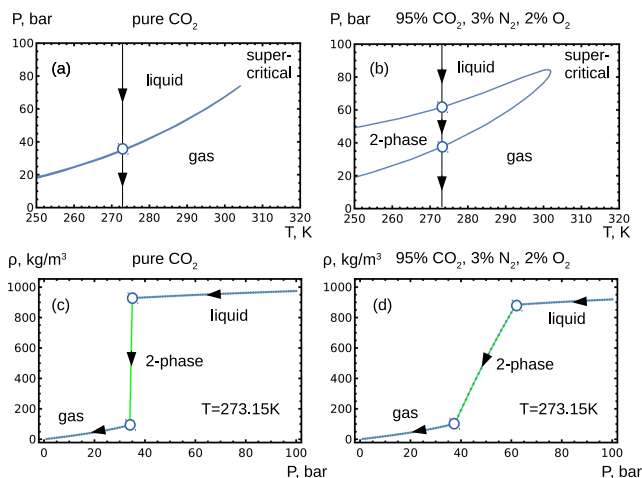 P, bar
pure CO₂
100
80
60
40
20
0
(a)
liquid
super-
critical
gas
250 260 270 280 290 300 310 320
T, K
P, bar
95% CO₂, 3% N₂, 2% O₂
100
80
60
40
20
0
(b)
liquid
super-
critical
2-phase
gas
250 260 270 280 290 300 310 320
T, K
ρ, kg/m³
pure CO₂
1000
800
600
400
200
0
(c)
liquid
2-phase
gas
T=273.15K
0 20 40 60 80 100
P, bar
ρ, kg/m³
95% CO₂, 3% N₂, 2% O₂
1000
800
600
400
200
0
(d)
liquid
2-phase
gas
T=273.15K
0 20 40 60 80 100
P, bar